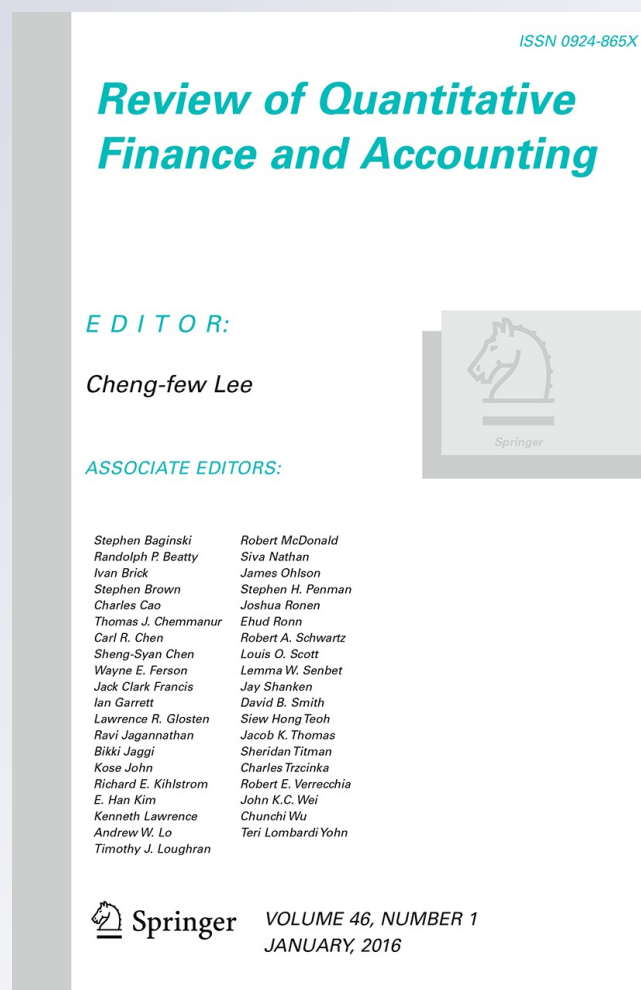 ISSN 0924-865X
Review of Quantitative
Finance and Accounting
EDITOR:
Cheng-few Lee
Springer
ASSOCIATE EDITORS:
Stephen Baginski
Randolph P. Beatty
Ivan Brick
Stephen Brown
Charles Cao
Thomas J. Chemmanur
Carl R. Chen
Sheng-Syan Chen
Wayne E. Ferson
Jack Clark Francis
Ian Garrett
Lawrence R. Glosten
Ravi Jagannathan
Bikki Jaggi
Kose John
Richard E. Kihlstrom
E. Han Kim
Kenneth Lawrence
Andrew W. Lo
Timothy J. Loughran
Robert McDonald
Siva Nathan
James Ohlson
Stephen H. Penman
Joshua Ronen
Ehud Ronn
Robert A. Schwartz
Louis O. Scott
Lemma W. Senbet
Jay Shanken
David B. Smith
Siew Hong Teoh
Jacob K. Thomas
Sheridan Titman
Charles Trzcinka
Robert E. Verrecchia
John K.C. Wei
Chunchi Wu
Teri Lombardi Yohn
Springer
VOLUME 46, NUMBER 1
JANUARY, 2016